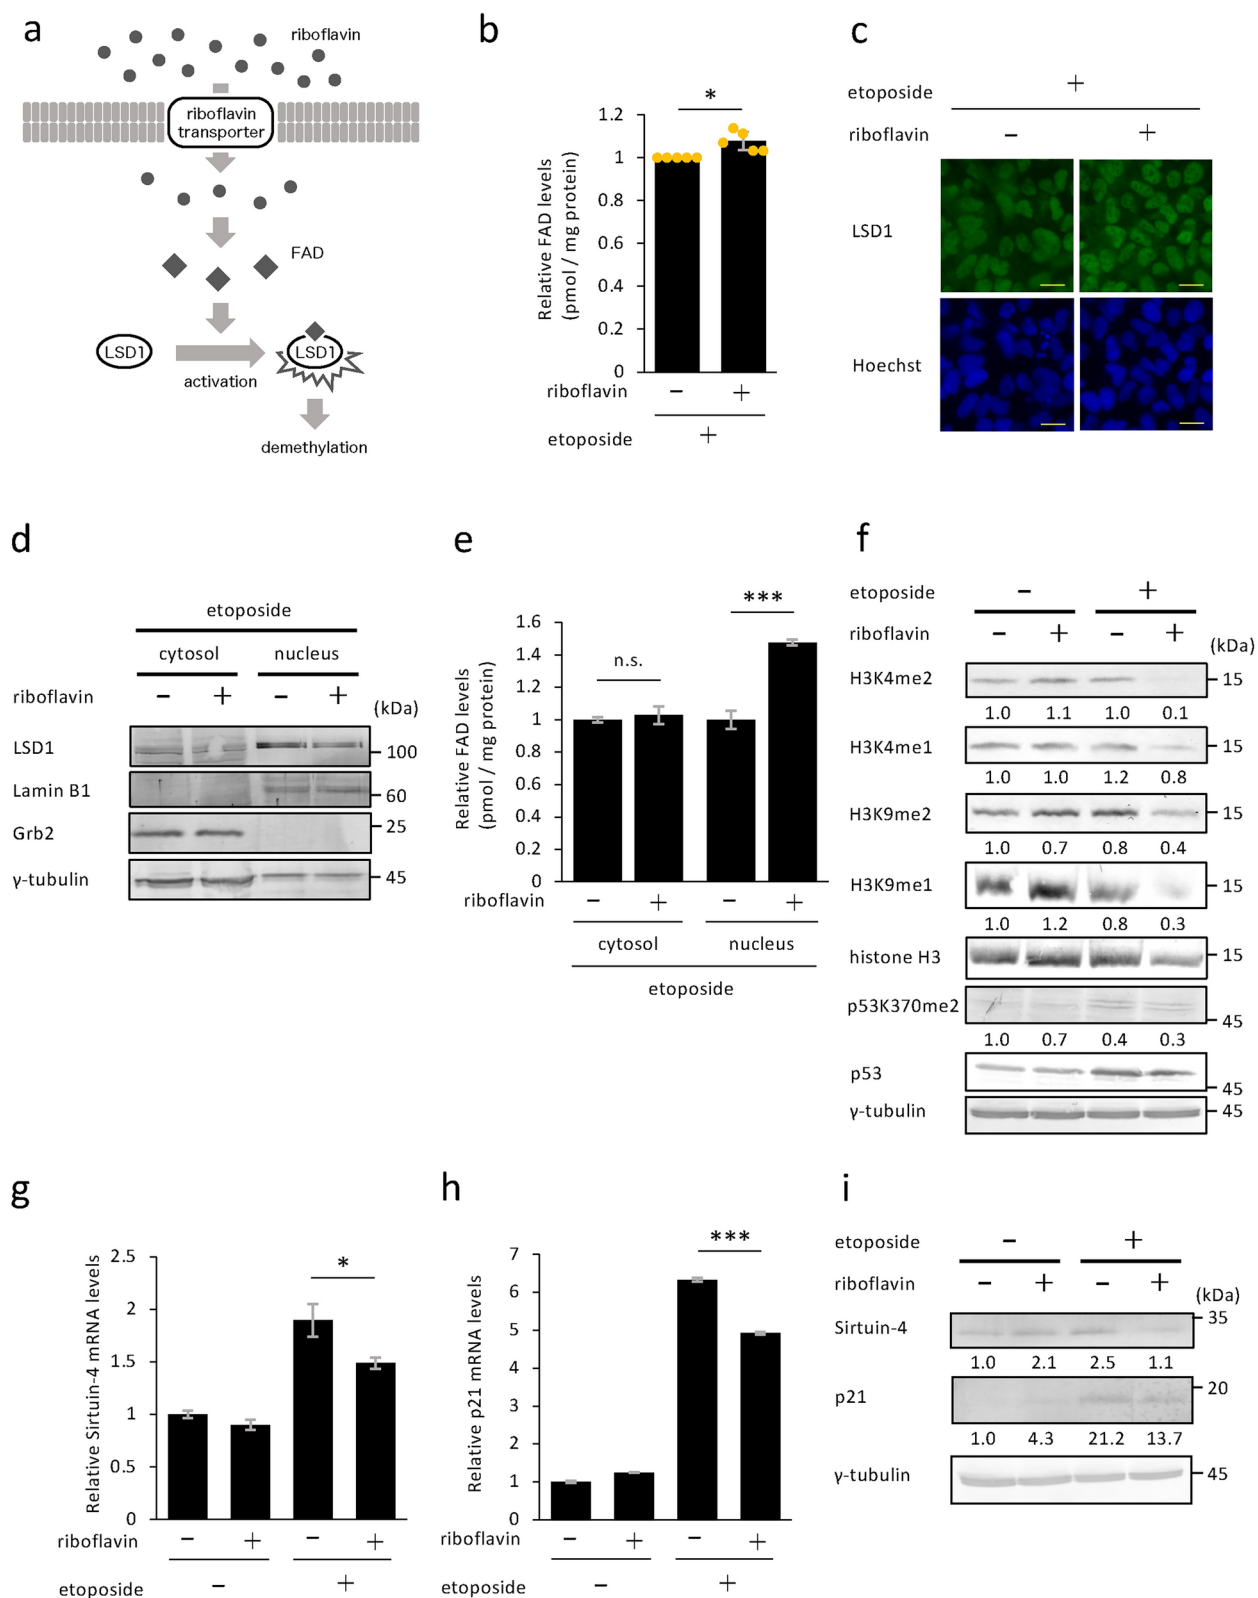 a
riboflavin
riboflavin
transporter
FAD
LSD1
LSD1
activation
demethylation
b
*
1.2
1
0.8
0.6
0.4
0.2
0
Relative FAD levels
(pmol / mg protein)
riboflavin − +
etoposide +
c
etoposide +
riboflavin − +
LSD1
Hoechst
d
etoposide
cytosol nucleus
riboflavin − + − + (kDa)
LSD1 100
Lamin B1 60
Grb2 25
γ-tubulin 45
e
***
n.s.
1.6
1.4
1.2
1
0.8
0.6
0.4
0.2
0
Relative FAD levels
(pmol / mg protein)
riboflavin − + − +
cytosol nucleus
etoposide
f
etoposide − +
riboflavin − + − + (kDa)
H3K4me2 15
1.0 1.1 1.0 0.1
H3K4me1 15
1.0 1.0 1.2 0.8
H3K9me2 15
1.0 0.7 0.8 0.4
H3K9me1 15
1.0 1.2 0.8 0.3
histone H3 15
p53K370me2 45
1.0 0.7 0.4 0.3
p53 45
γ-tubulin 45
g
*
2.5
2
1.5
1
0.5
0
Relative Sirtuin-4 mRNA levels
riboflavin − + − +
etoposide − +
h
***
7
6
5
4
3
2
1
0
Relative p21 mRNA levels
riboflavin − + − +
etoposide − +
i
etoposide − +
riboflavin − + − + (kDa)
Sirtuin-4 35
1.0 2.1 2.5 1.1
p21 20
1.0 4.3 21.2 13.7
γ-tubulin 45